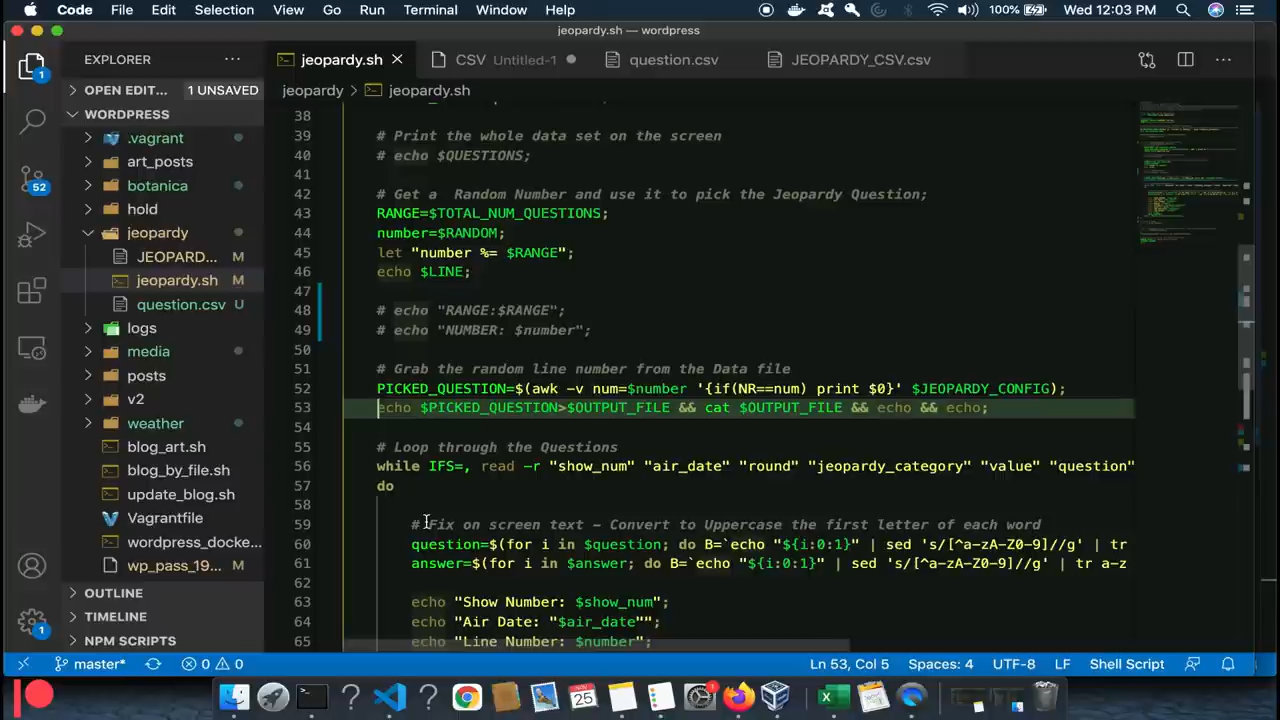 Code File Edit Selection View Go Run Terminal Window Help 100% Wed 12:03 PM
jeopardy.sh — wordpress
EXPLORER
jeopardy.sh
CSV Untitled-1
question.csv
JEOPARDY_CSV.csv
OPEN EDIT... 1 UNSAVED
jeopardy > jeopardy.sh
WORDPRESS
.vagrant
art_posts
botanica
hold
jeopardy
JEOPARD... M
jeopardy.sh M
question.csv U
logs
media
posts
v2
weather
blog_art.sh
blog_by_file.sh
update_blog.sh
Vagrantfile
wordpress_docke...
wp_pass_19...
OUTLINE
TIMELINE
NPM SCRIPTS
1
52
1
38
39 # Print the whole data set on the screen
40 # echo $QUESTIONS;
41
42 # Get a  Random Number and use it to pick the Jeopardy Question;
43 RANGE=$TOTAL_NUM_QUESTIONS;
44 number=$RANDOM;
45 let "number %= $RANGE";
46 echo $LINE;
47
48 # echo "RANGE:$RANGE";
49 # echo "NUMBER: $number";
50
51 # Grab the random line number from the Data file
52 PICKED_QUESTION=$(awk -v num=$number '{if(NR==num) print $0}' $JEOPARDY_CONFIG);
53 echo $PICKED_QUESTION>$OUTPUT_FILE && cat $OUTPUT_FILE && echo && echo;
54
55 # Loop through the Questions
56 while IFS=, read -r "show_num" "air_date" "round" "jeopardy_category" "value" "question"
57 do
58
59 # Fix on screen text - Convert to Uppercase the first letter of each word
60 question=$(for i in $question; do B=`echo "${i:0:1}" | sed 's/[^a-zA-Z0-9]//g' | tr
61 answer=$(for i in $answer; do B=`echo "${i:0:1}" | sed 's/[^a-zA-Z0-9]//g' | tr a-z
62
63 echo "Show Number: $show_num";
64 echo "Air Date: "$air_date"";
65 echo "Line Number: $number";
master* 0 0 Ln 53, Col 5 Spaces: 4 UTF-8 LF Shell Script
25
1